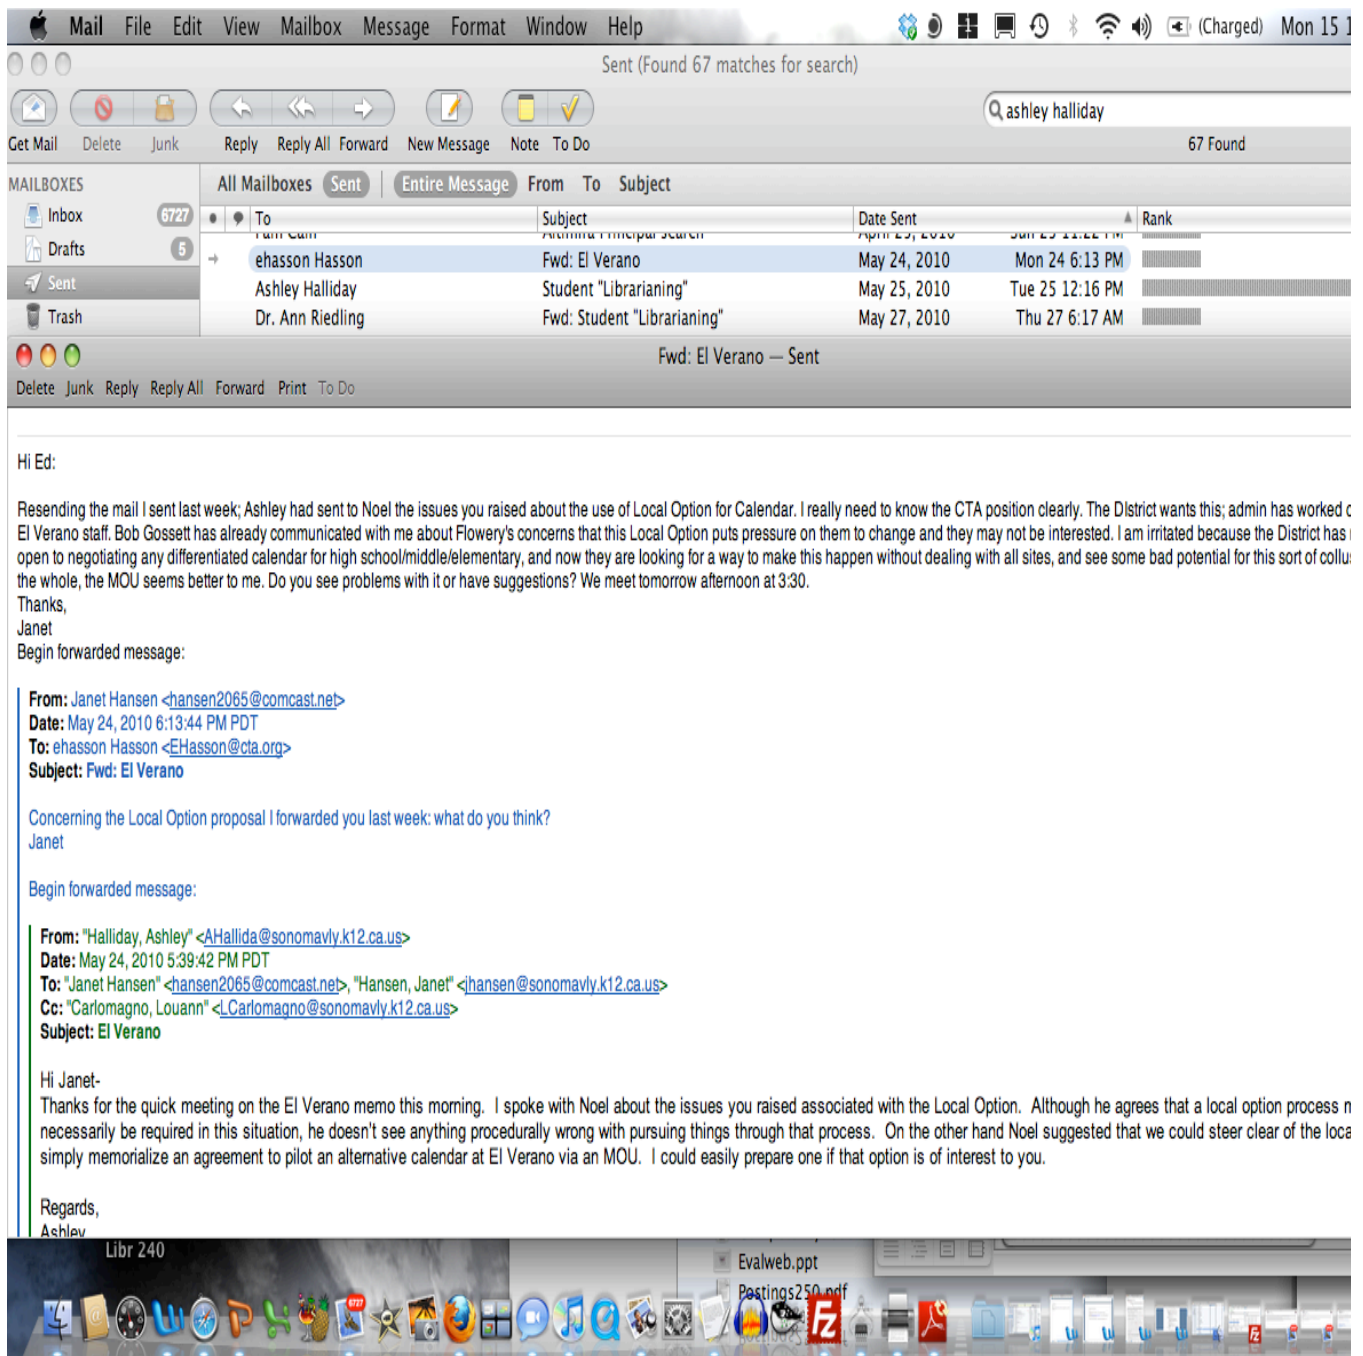 Mail File Edit View Mailbox Message Format Window Help (Charged) Mon 15 1
Sent (Found 67 matches for search)
ashley halliday
Get Mail Delete Junk Reply Reply All Forward New Message Note To Do 67 Found
MAILBOXES All Mailboxes Sent Entire Message From To Subject
Inbox 6727 To Subject Date Sent Rank
Drafts 5 Pam Cain Altimira Principal Search April 25, 2010 Sun 25 11:22 PM
ehasson Hasson Fwd: El Verano May 24, 2010 Mon 24 6:13 PM
Sent Ashley Halliday Student "Librarianing" May 25, 2010 Tue 25 12:16 PM
Trash Dr. Ann Riedling Fwd: Student "Librarianing" May 27, 2010 Thu 27 6:17 AM
Fwd: El Verano — Sent
Delete Junk Reply Reply All Forward Print To Do
Hi Ed:
Resending the mail I sent last week; Ashley had sent to Noel the issues you raised about the use of Local Option for Calendar. I really need to know the CTA position clearly. The DIstrict wants this; admin has worked
El Verano staff. Bob Gossett has already communicated with me about Flowery's concerns that this Local Option puts pressure on them to change and they may not be interested. I am irritated because the District has
open to negotiating any differentiated calendar for high school/middle/elementary, and now they are looking for a way to make this happen without dealing with all sites, and see some bad potential for this sort of collu
the whole, the MOU seems better to me. Do you see problems with it or have suggestions? We meet tomorrow afternoon at 3:30.
Thanks,
Janet
Begin forwarded message:
From: Janet Hansen <hansen2065@comcast.net>
Date: May 24, 2010 6:13:44 PM PDT
To: ehasson Hasson <EHasson@cta.org>
Subject: Fwd: El Verano
Concerning the Local Option proposal I forwarded you last week: what do you think?
Janet
Begin forwarded message:
From: "Halliday, Ashley" <AHallida@sonomavly.k12.ca.us>
Date: May 24, 2010 5:39:42 PM PDT
To: "Janet Hansen" <hansen2065@comcast.net>, "Hansen, Janet" <jhansen@sonomavly.k12.ca.us>
Cc: "Carlomagno, Louann" <LCarlomagno@sonomavly.k12.ca.us>
Subject: El Verano
Hi Janet-
Thanks for the quick meeting on the El Verano memo this morning. I spoke with Noel about the issues you raised associated with the Local Option. Although he agrees that a local option process
necessarily be required in this situation, he doesn't see anything procedurally wrong with pursuing things through that process. On the other hand Noel suggested that we could steer clear of the loca
simply memorialize an agreement to pilot an alternative calendar at El Verano via an MOU. I could easily prepare one if that option is of interest to you.
Regards,
Ashley
Libr 240
Evalweb.ppt
Postings250.pdf
6727